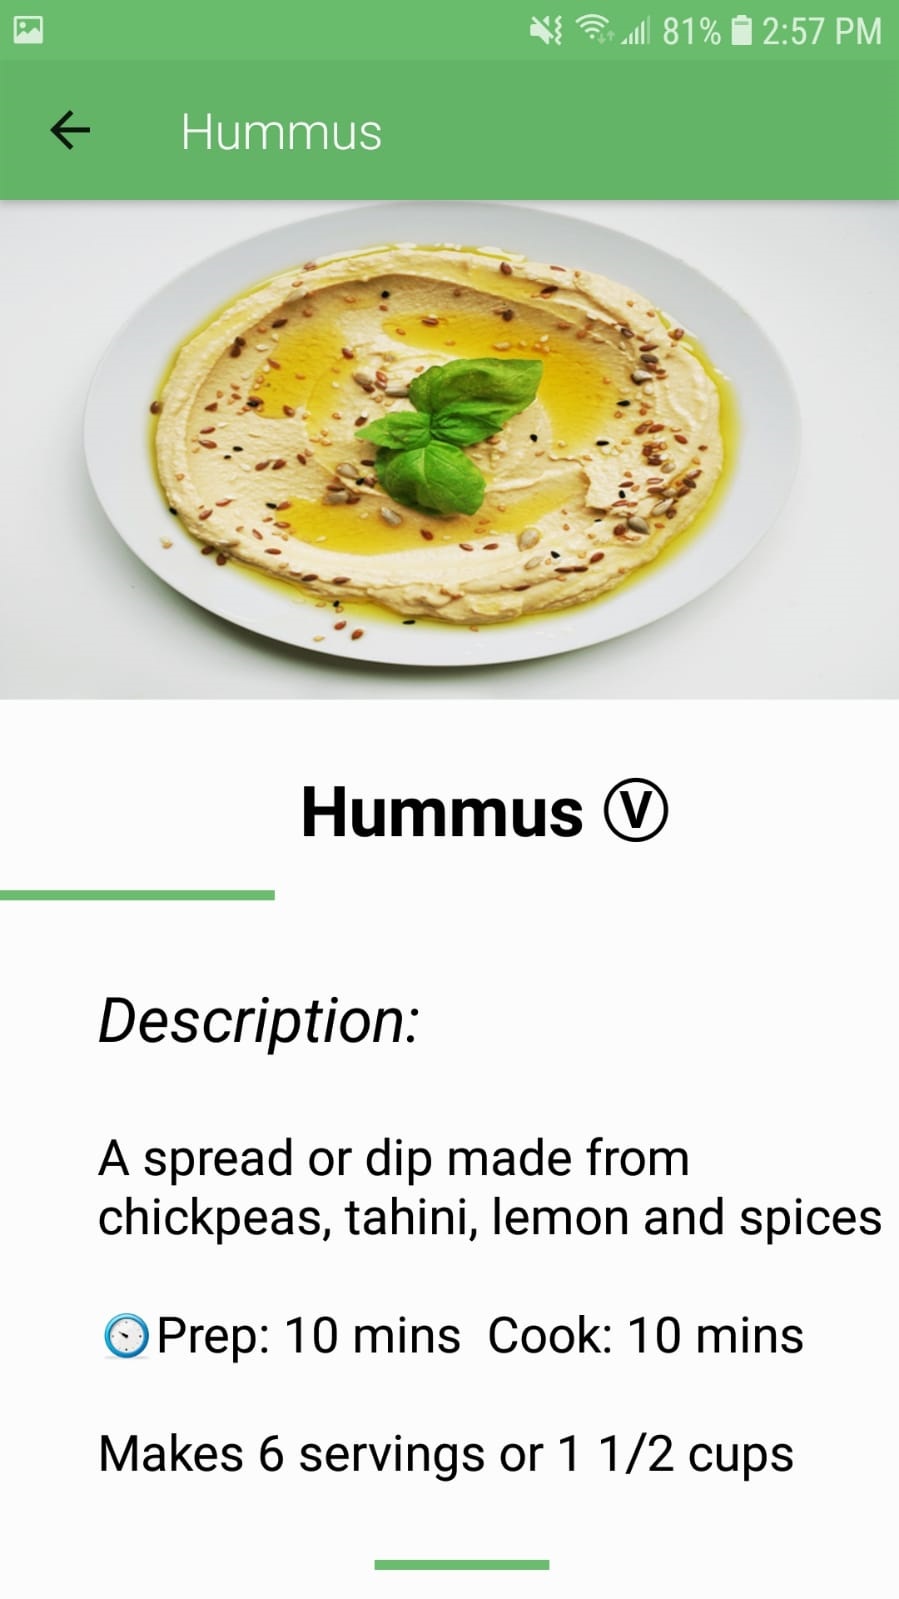 81% 2:57 PM
Hummus
Hummus Ⓥ
Description:
A spread or dip made from
chickpeas, tahini, lemon and spices
Prep: 10 mins  Cook: 10 mins
Makes 6 servings or 1 1/2 cups